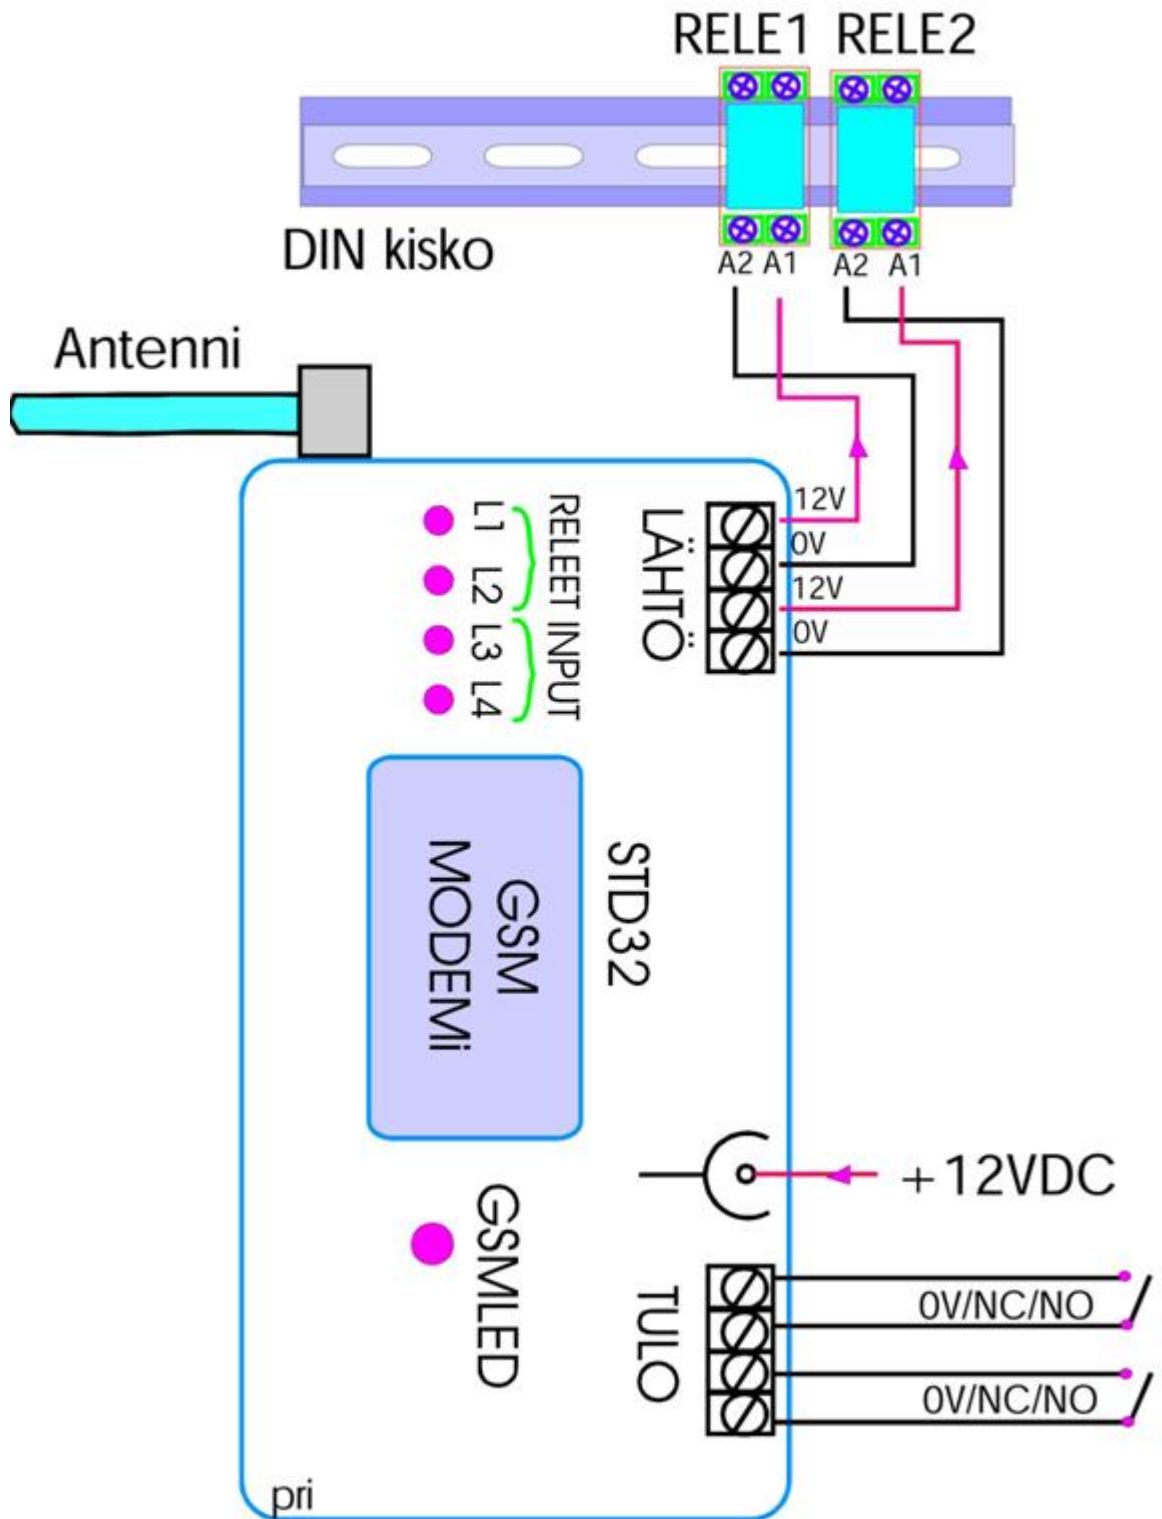 RELE1 RELE2
DIN kisko
A2 A1 A2 A1
Antenni
12V
0V
12V
0V
LÄHTÖ
L1
L2
L3
L4
RELEET INPUT
GSM
MODEMi
STD32
+12VDC
GSMLED
TULO
0V/NC/NO
0V/NC/NO
pri